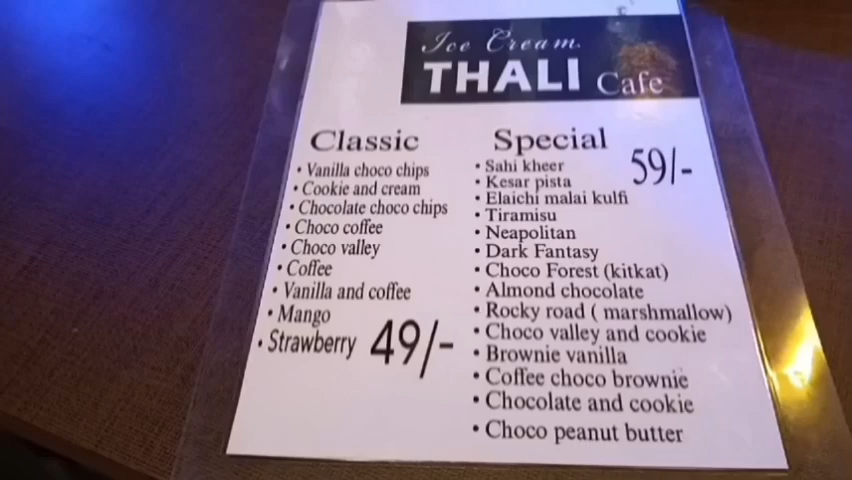 Ice Cream
THALI Cafe
Classic
• Vanilla choco chips
• Cookie and cream
• Chocolate choco chips
• Choco coffee
• Choco valley
• Coffee
• Vanilla and coffee
• Mango
• Strawberry
49/-
Special
59/-
• Sahi kheer
• Kesar pista
• Elaichi malai kulfi
• Tiramisu
• Neapolitan
• Dark Fantasy
• Choco Forest (kitkat)
• Almond chocolate
• Rocky road ( marshmallow)
• Choco valley and cookie
• Brownie vanilla
• Coffee choco brownie
• Chocolate and cookie
• Choco peanut butter